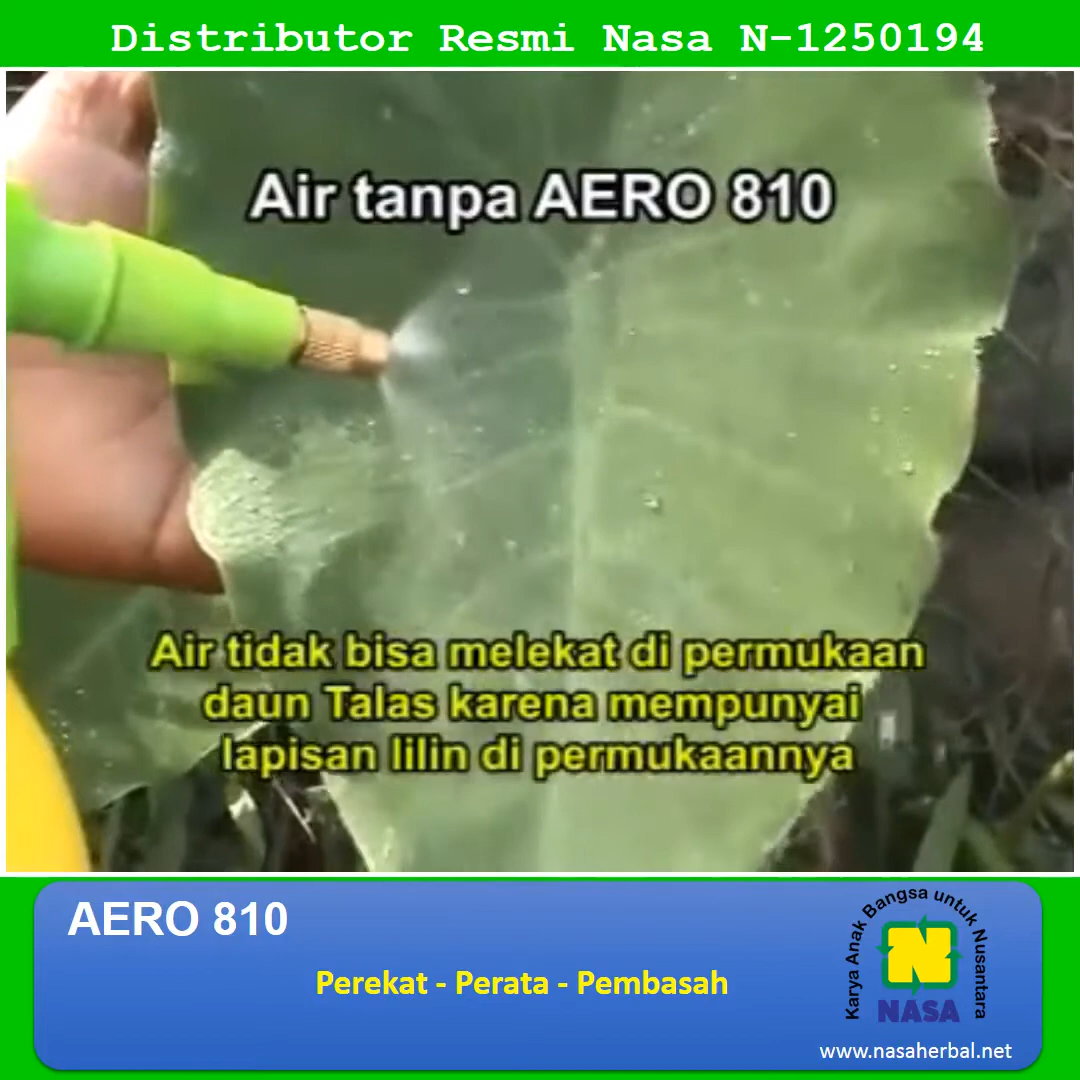 Distributor Resmi Nasa N-1250194
Air tanpa AERO 810
Air tidak bisa melekat di permukaan
daun Talas karena mempunyai
lapisan lilin di permukaannya
AERO 810
Perekat - Perata - Pembasah
Karya Anak Bangsa untuk Nusantara
N
NASA
www.nasaherbal.net